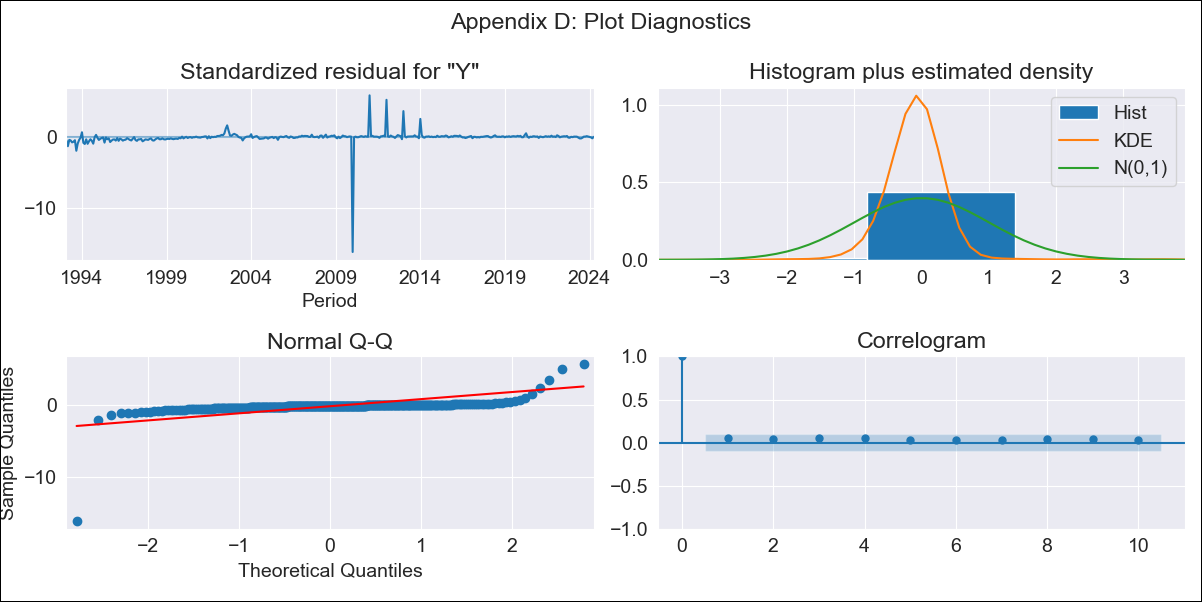 Appendix D: Plot Diagnostics
Standardized residual for "Y"
0
−10
1994 1999 2004 2009 2014 2019 2024
Period
Histogram plus estimated density
1.0
0.5
0.0
Hist
KDE
N(0,1)
−3 −2 −1 0 1 2 3
Normal Q-Q
Sample Quantiles
0
−10
−2 −1 0 1 2
Theoretical Quantiles
Correlogram
1.0
0.5
0.0
−0.5
−1.0
0 2 4 6 8 10